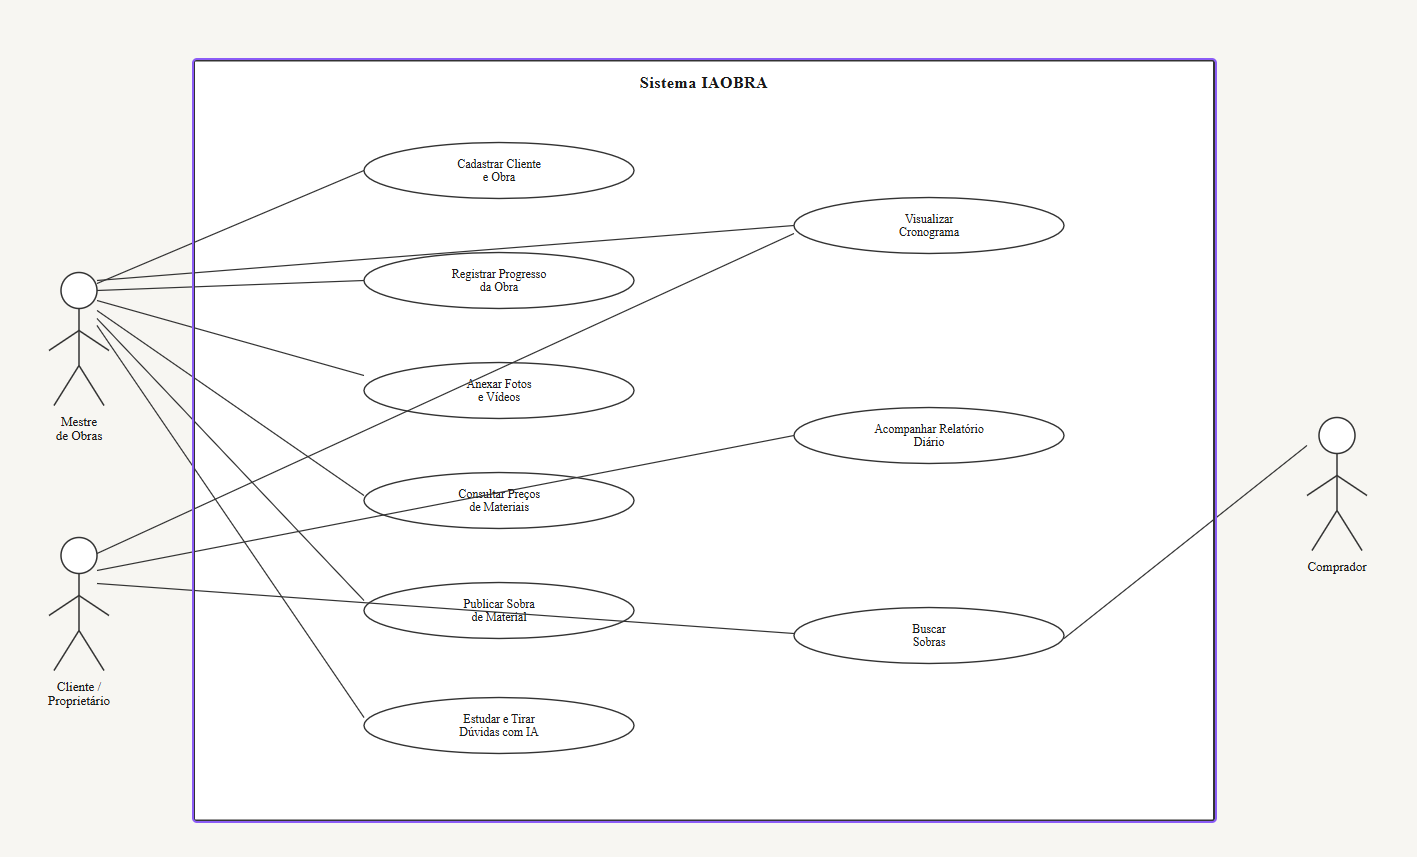 Sistema IAOBRA
Cadastrar Cliente
e Obra
Visualizar
Cronograma
Registrar Progresso
da Obra
Anexar Fotos
e Vídeos
Mestre
de Obras
Acompanhar Relatório
Diário
Consultar Preços
de Materiais
Comprador
Publicar Sobra
de Material
Buscar
Sobras
Cliente /
Proprietário
Estudar e Tirar
Dúvidas com IA